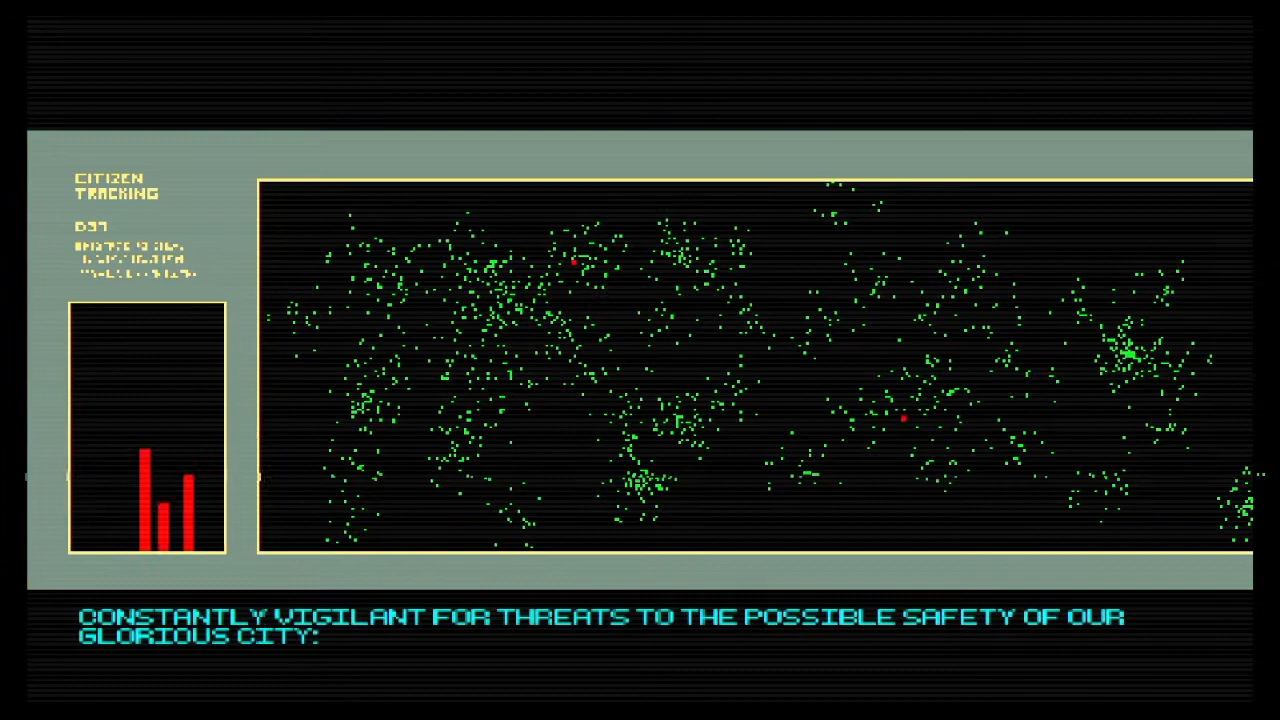 CITIZEN
TRACKING
CONSTANTLY VIGILANT FOR THREATS TO THE POSSIBLE SAFETY OF OUR
GLORIOUS CITY: